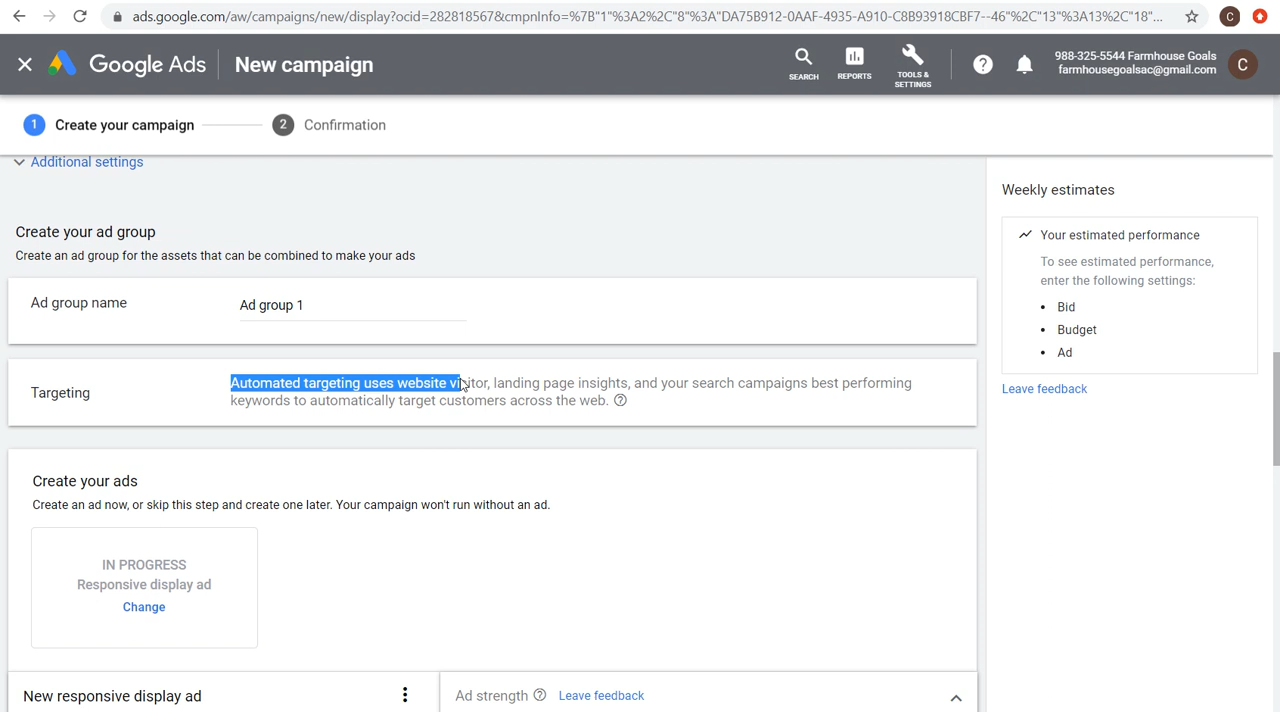 ads.google.com/aw/campaigns/new/display?ocid=282818567&cmpnInfo=%7B"1"%3A2%2C"8"%3A"DA75B912-0AAF-4935-A910-C8B93918CBF7--46"%2C"13"%3A13%2C"18"...
C
Google Ads
New campaign
SEARCH
REPORTS
TOOLS &
SETTINGS
988-325-5544 Farmhouse Goals
farmhousegoalsac@gmail.com
C
1 Create your campaign
2 Confirmation
Additional settings
Create your ad group
Create an ad group for the assets that can be combined to make your ads
Ad group name
Ad group 1
Targeting
Automated targeting uses website visitor, landing page insights, and your search campaigns best performing
keywords to automatically target customers across the web.
Create your ads
Create an ad now, or skip this step and create one later. Your campaign won't run without an ad.
IN PROGRESS
Responsive display ad
Change
New responsive display ad
Ad strength
Leave feedback
Weekly estimates
Your estimated performance
To see estimated performance,
enter the following settings:
• Bid
• Budget
• Ad
Leave feedback